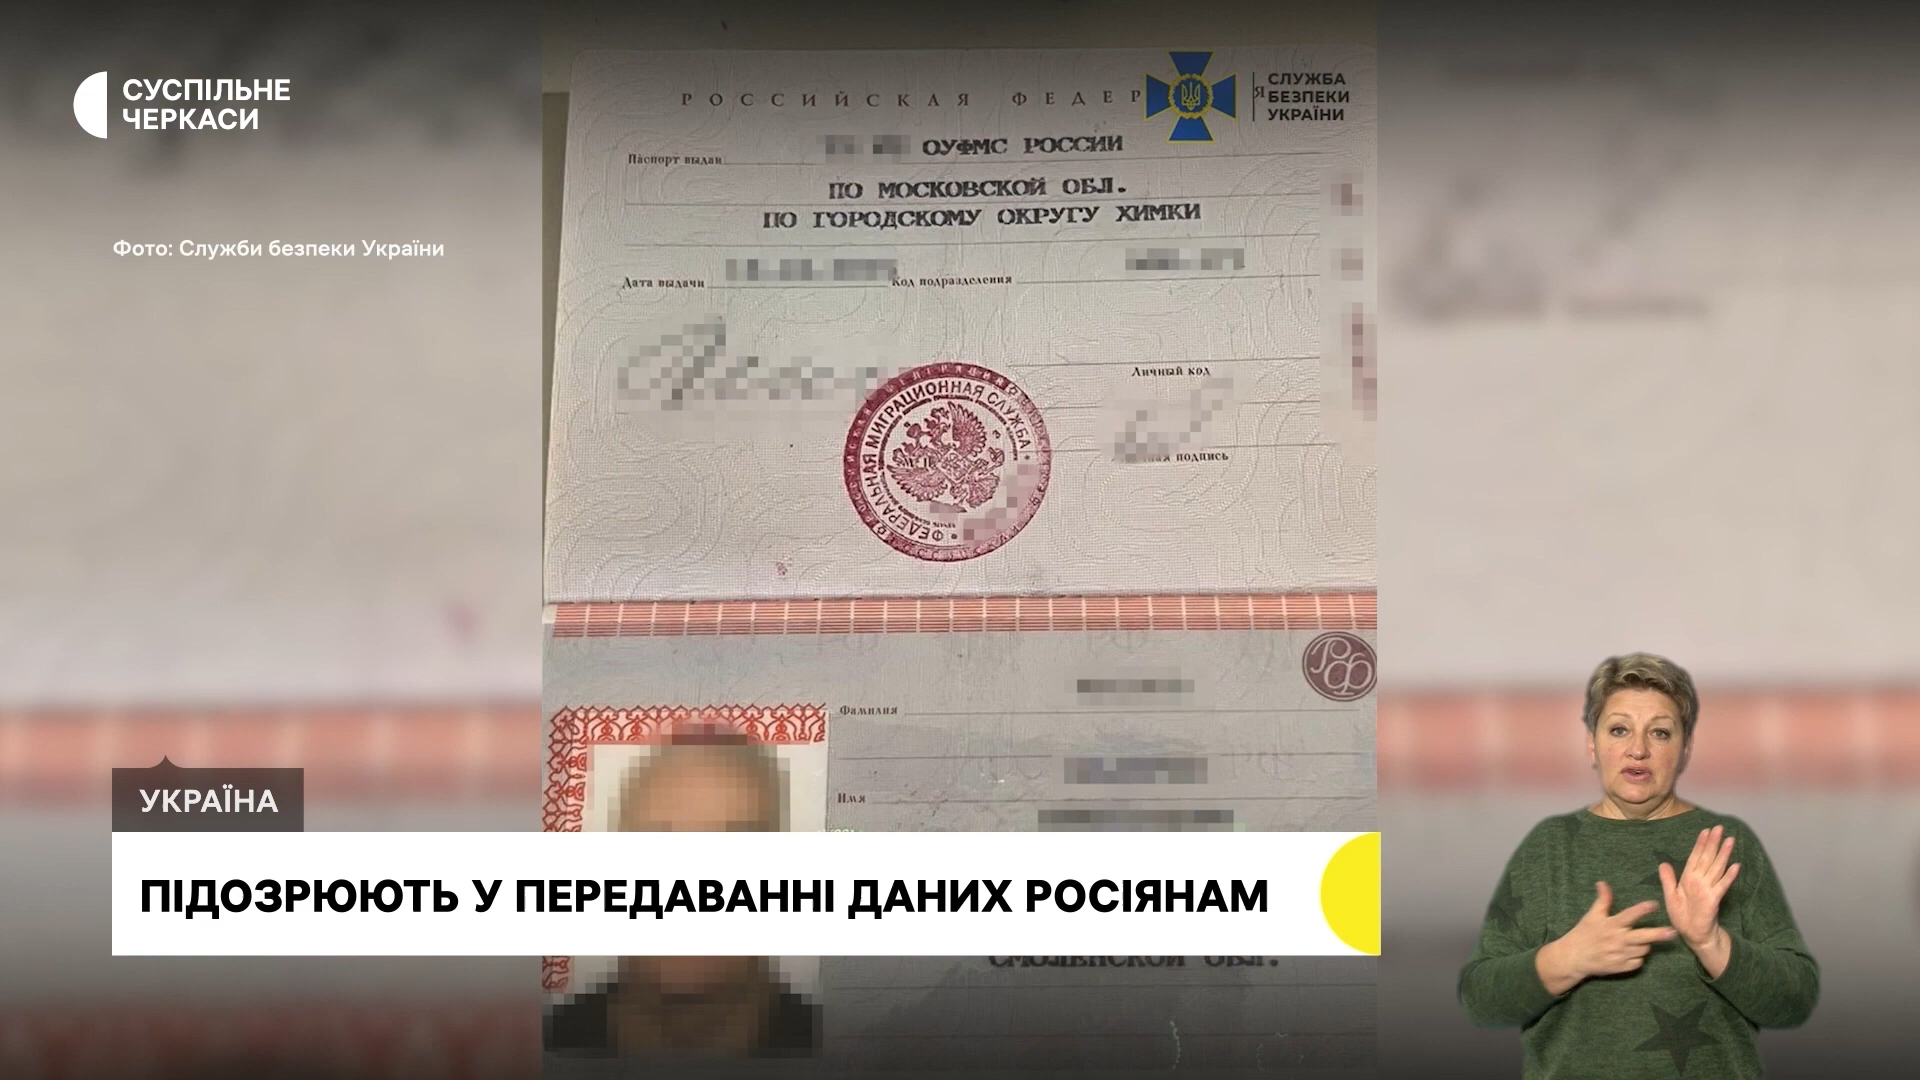 СУСПІЛЬНЕ
ЧЕРКАСИ
Фото: Служби безпеки України
СЛУЖБА
БЕЗПЕКИ
УКРАЇНИ
РОССИЙСКАЯ ФЕДЕР Я
Паспорт выдан ОУФМС РОССИИ
ПО МОСКОВСКОЙ ОБЛ.
ПО ГОРОДСКОМУ ОКРУГУ ХИМКИ
Дата выдачи Код подразделения
Личный код
подпись
ФЕДЕРАЛЬНАЯ МИГРАЦИОННАЯ СЛУЖБА
РФ
Фамилия
Имя
УКРАЇНА
ПІДОЗРЮЮТЬ У ПЕРЕДАВАННІ ДАНИХ РОСІЯНАМ
СМОЛЕНСКОЙ ОБЛ.